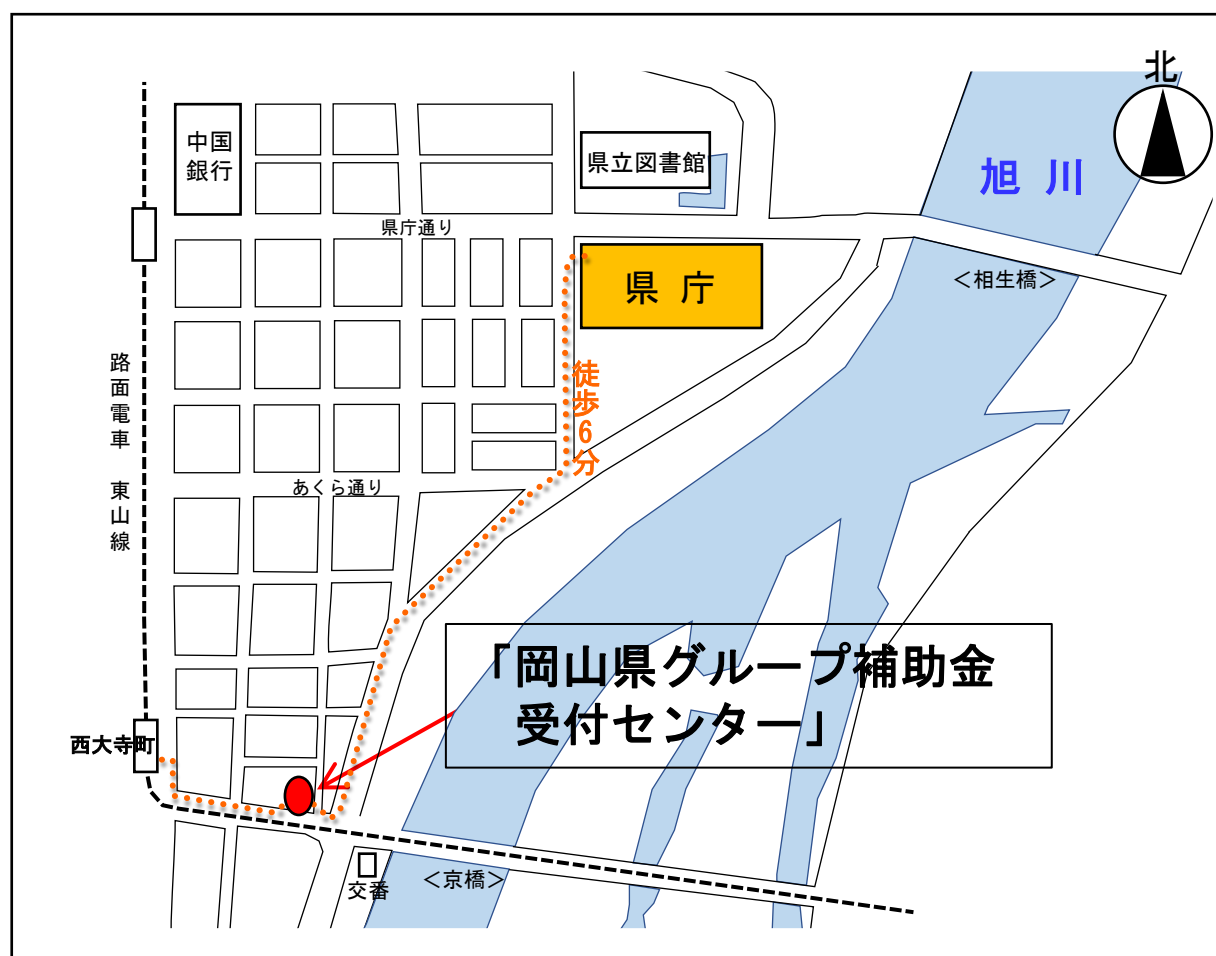 北
中国
銀行
県立図書館
旭 川
県庁通り
県 庁
＜相生橋＞
路面電車 東山線
徒歩6分
あくら通り
「岡山県グループ補助金
受付センター」
西大寺町
交番
＜京橋＞